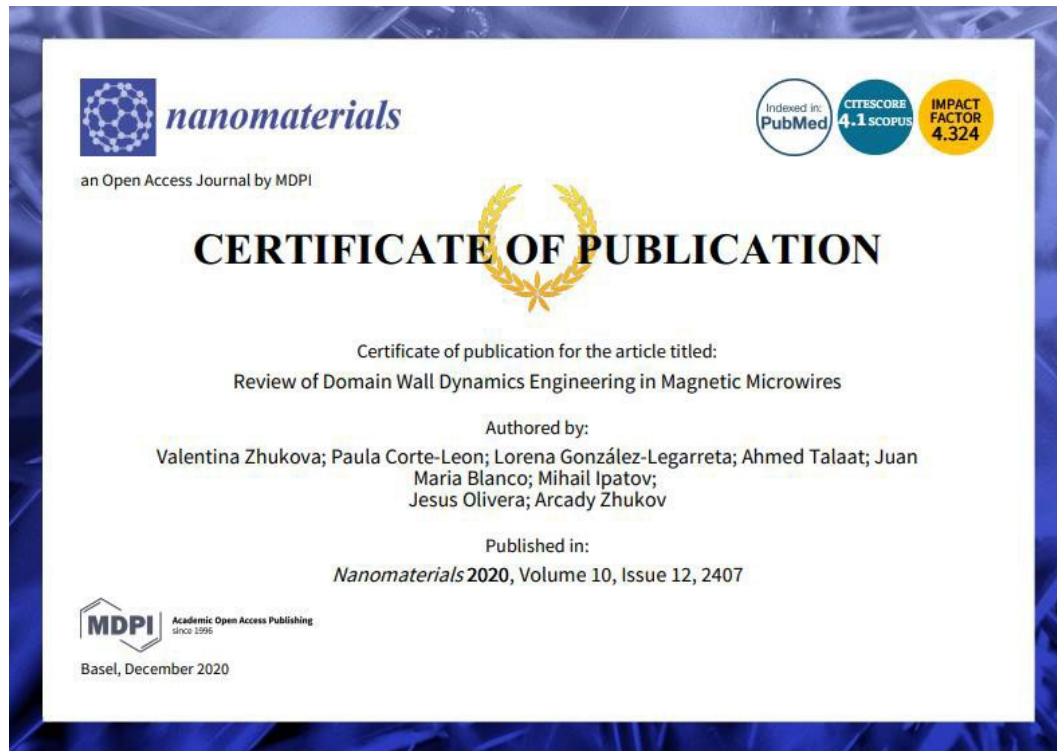 nanomaterials
an Open Access Journal by MDPI
Indexed in:
PubMed
CITESCORE
4.1 SCOPUS
IMPACT
FACTOR
4.324
CERTIFICATE OF PUBLICATION
Certificate of publication for the article titled:
Review of Domain Wall Dynamics Engineering in Magnetic Microwires
Authored by:
Valentina Zhukova; Paula Corte-Leon; Lorena González-Legarreta; Ahmed Talaat; Juan
Maria Blanco; Mihail Ipatov;
Jesus Olivera; Arcady Zhukov
Published in:
Nanomaterials 2020, Volume 10, Issue 12, 2407
MDPI
Academic Open Access Publishing
since 1996
Basel, December 2020